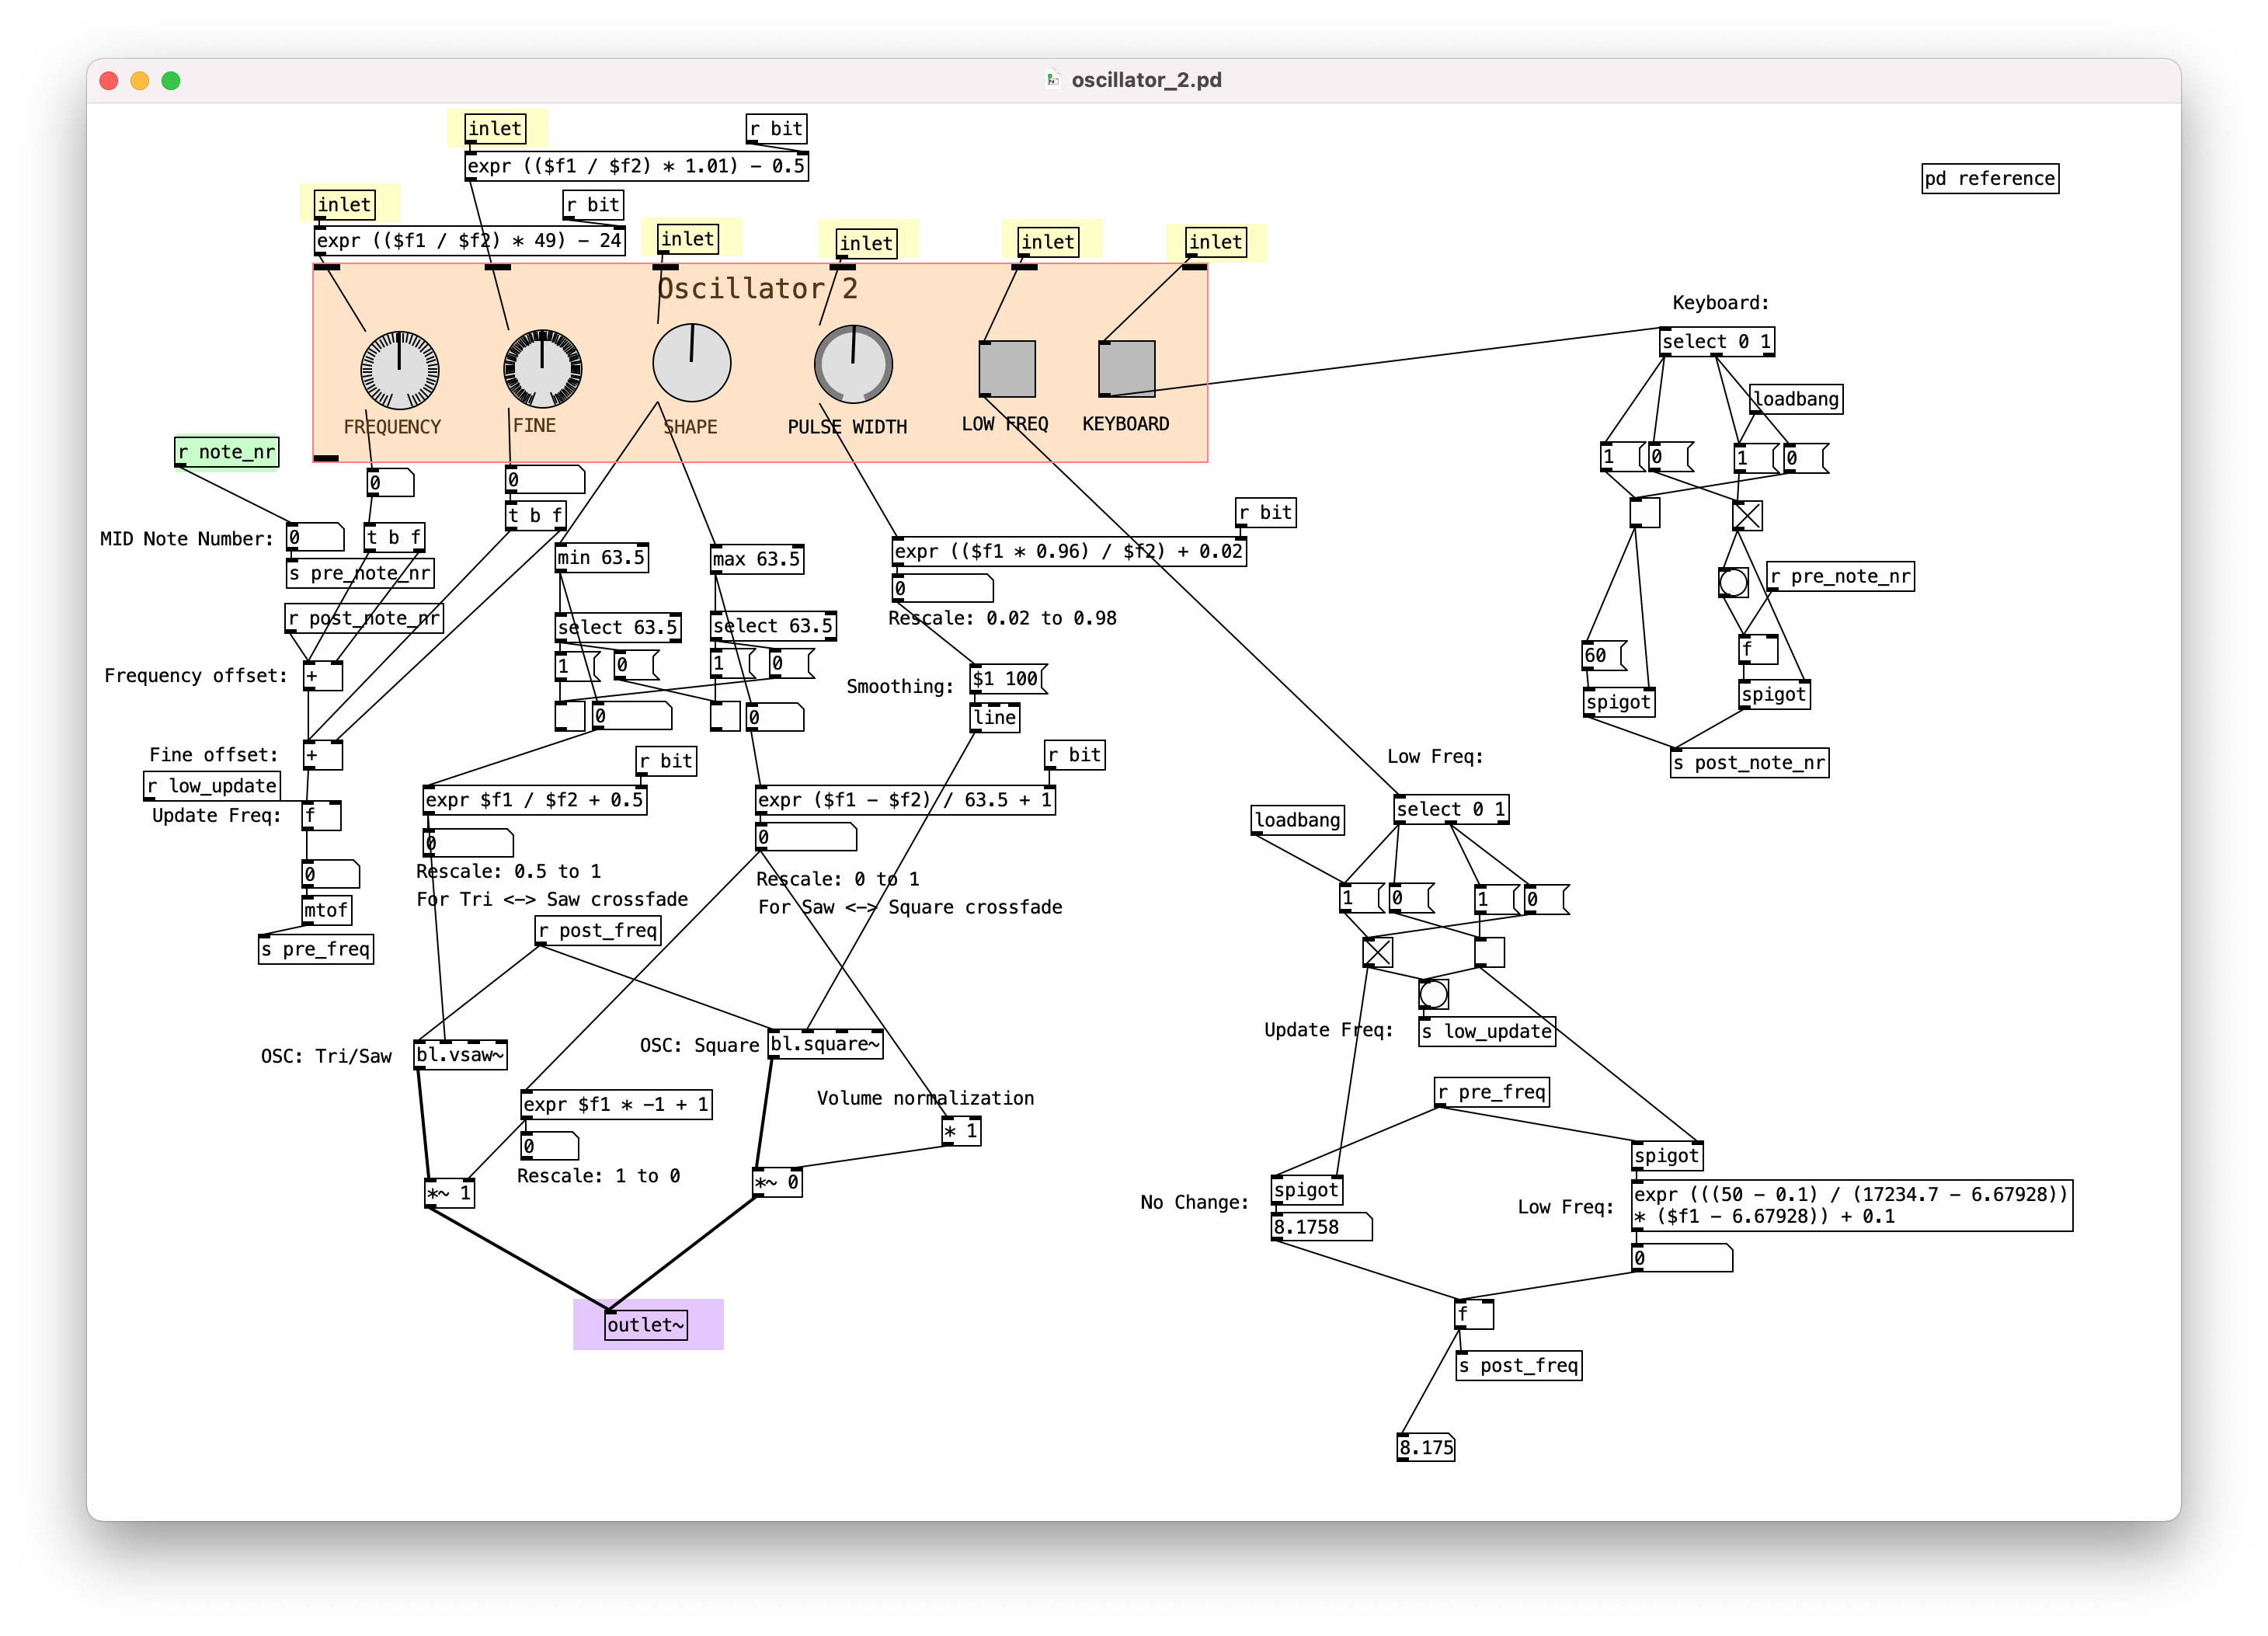 oscillator_2.pd
inlet
r bit
expr (($f1 / $f2) * 1.01) - 0.5
pd reference
inlet
r bit
expr (($f1 / $f2) * 49) - 24
inlet
inlet
inlet
inlet
Oscillator 2
FREQUENCY
FINE
SHAPE
PULSE WIDTH
LOW FREQ
KEYBOARD
Keyboard:
select 0 1
loadbang
1
0
1
0
r pre_note_nr
f
60
spigot
spigot
s post_note_nr
r note_nr
0
0
MID Note Number:
0
t b f
t b f
s pre_note_nr
r post_note_nr
Frequency offset:
+
Fine offset:
+
r low_update
Update Freq:
f
0
mtof
s pre_freq
min 63.5
max 63.5
select 63.5
select 63.5
1
0
1
0
0
0
r bit
expr (($f1 * 0.96) / $f2) + 0.02
0
Rescale: 0.02 to 0.98
Smoothing:
$1 100
line
r bit
r bit
expr $f1 / $f2 + 0.5
expr ($f1 - $f2) / 63.5 + 1
0
0
Rescale: 0.5 to 1
For Tri <-> Saw crossfade
Rescale: 0 to 1
For Saw <-> Square crossfade
r post_freq
OSC: Tri/Saw
bl.vsaw~
OSC: Square
bl.square~
expr $f1 * -1 + 1
0
Rescale: 1 to 0
Volume normalization
* 1
*~ 1
*~ 0
outlet~
Low Freq:
select 0 1
loadbang
1
0
1
0
Update Freq:
s low_update
r pre_freq
spigot
No Change:
spigot
8.1758
Low Freq:
expr (((50 - 0.1) / (17234.7 - 6.67928))
* ($f1 - 6.67928)) + 0.1
0
f
s post_freq
8.175